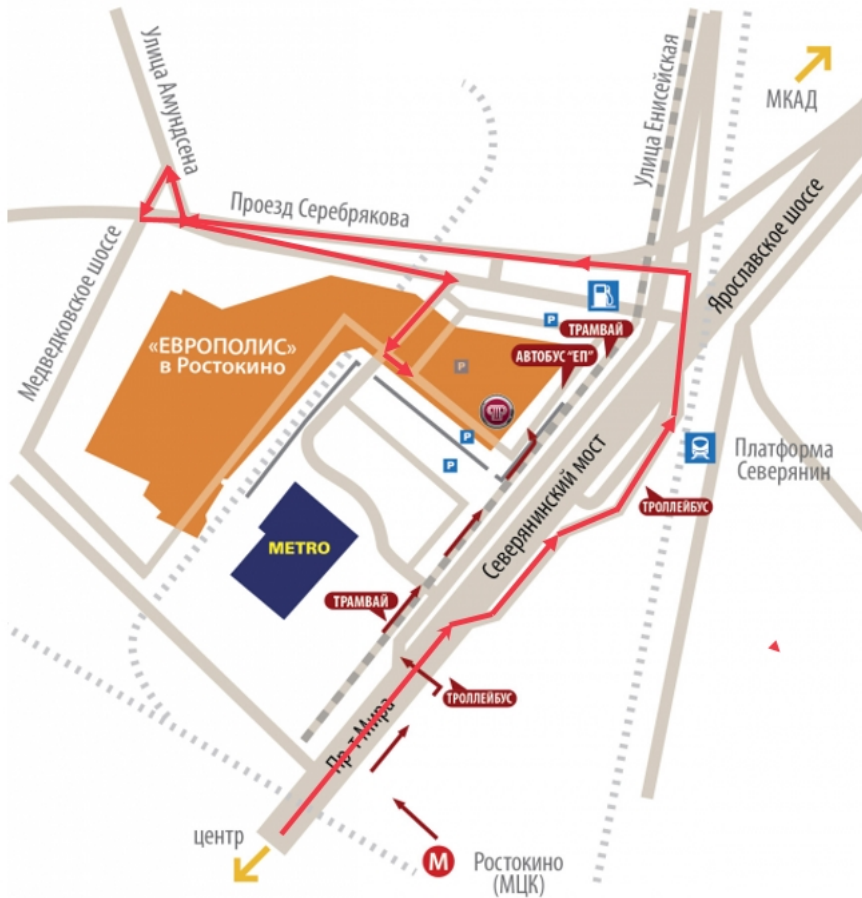 Улица Амундсена
Улица Енисейская
МКАД
Проезд Серебрякова
Медведковское шоссе
Ярославское шоссе
P
ТРАМВАЙ
«ЕВРОПОЛИС»
в Ростокино
АВТОБУС “ЕП”
P
P
P
Платформа
Северянин
Северянинский мост
ТРОЛЛЕЙБУС
METRO
ТРАМВАЙ
ТРОЛЛЕЙБУС
Пр-т Мира
центр
М
Ростокино
(МЦК)